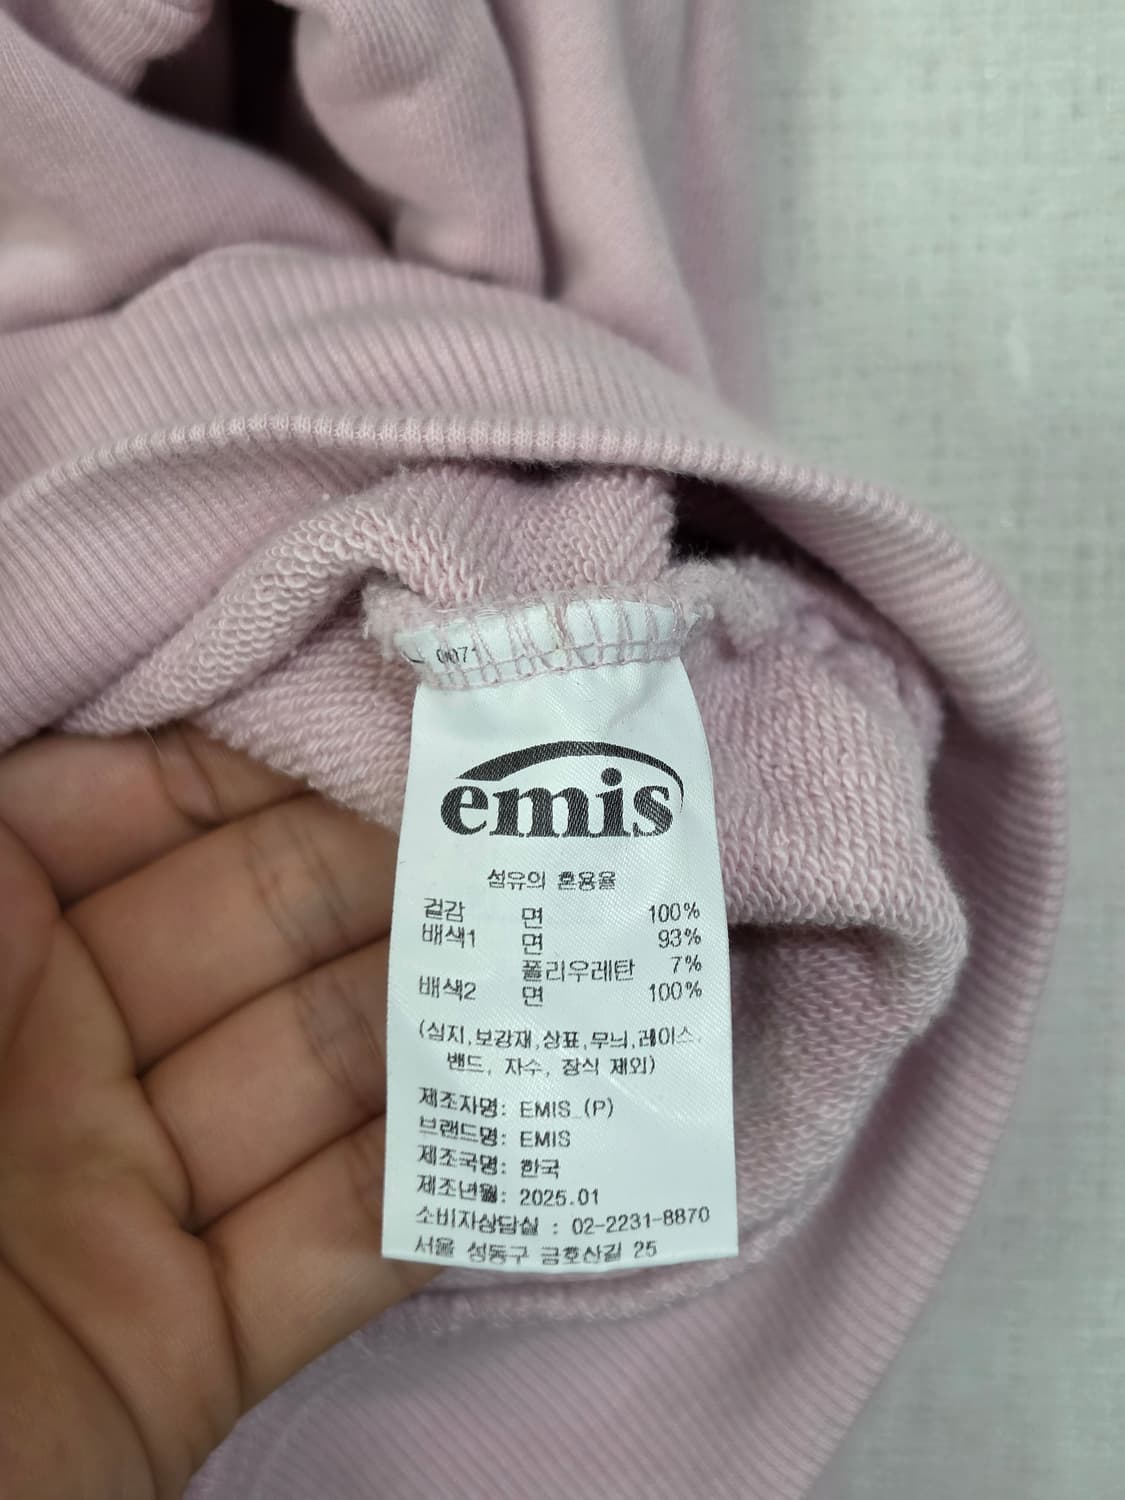 0071
emis
섬유의 혼용율
겉감 면 100%
배색1 면 93%
폴리우레탄 7%
배색2 면 100%
(심지,보강재,상표,무늬,레이스,
밴드, 자수, 장식 제외)
제조자명: EMIS (P)
브랜드명: EMIS
제조국명: 한국
제조년월: 2025.01
소비자상담실 : 02-2231-8870
서울 성동구 금호산길 25